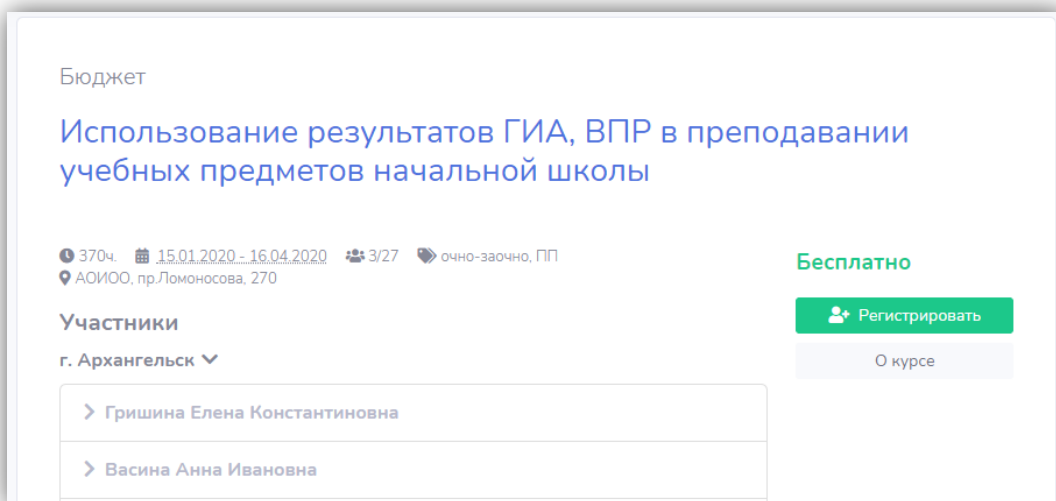 Бюджет
Использование результатов ГИА, ВПР в преподавании
учебных предметов начальной школы
370ч. 15.01.2020 - 16.04.2020 3/27 очно-заочно, ПП
АОИОО, пр.Ломоносова, 270
Бесплатно
Регистрировать
О курсе
Участники
г. Архангельск
Гришина Елена Константиновна
Васина Анна Ивановна